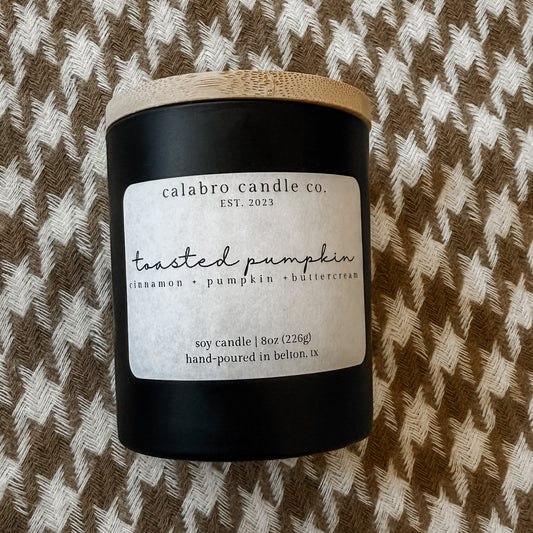 calabro candle co.
EST. 2023
toasted pumpkin
cinnamon + pumpkin +buttercream
soy candle | 8oz (226g)
hand-poured in belton, tx